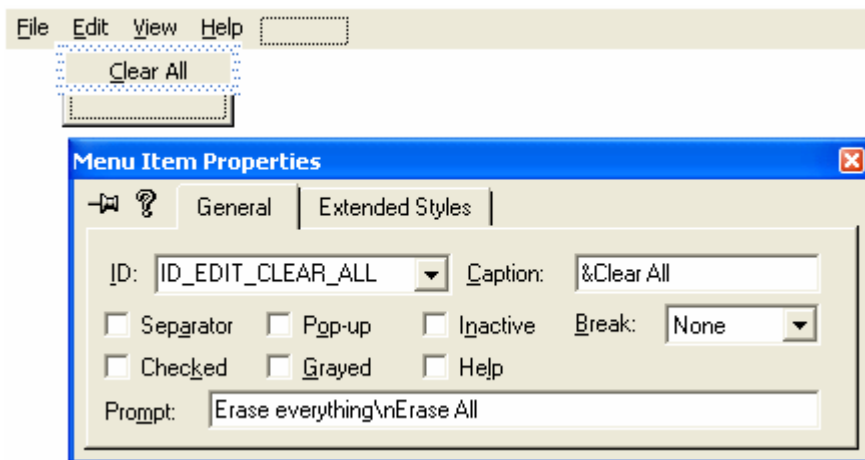 File Edit View Help
Clear All
Menu Item Properties
General Extended Styles
ID: ID_EDIT_CLEAR_ALL Caption: &Clear All
Separator Pop-up Inactive Break: None
Checked Grayed Help
Prompt: Erase everything\nErase All